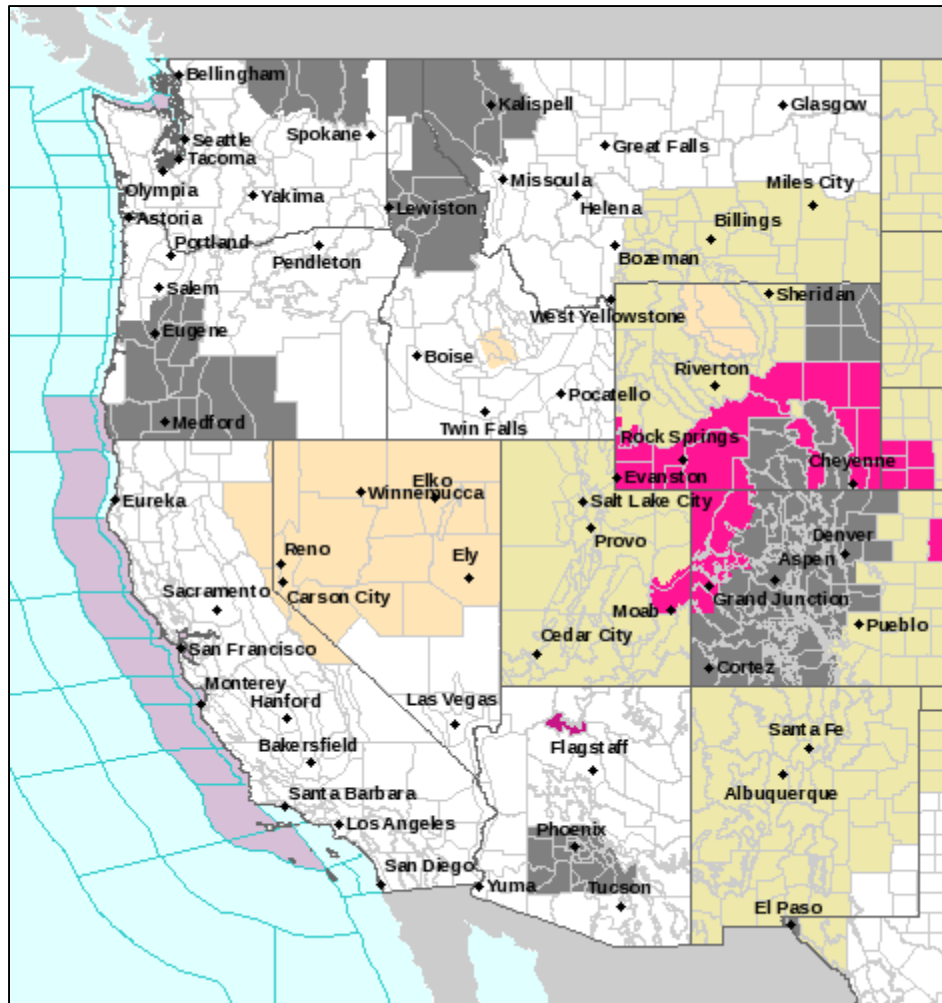 Bellingham
Kalispell
Glasgow
Spokane
Seattle
Tacoma
Great Falls
Olympia
Yakima
Missoula
Miles City
Lewiston
Helena
Astoria
Billings
Portland
Pendleton
Bozeman
Salem
Sheridan
West Yellowstone
Eugene
Boise
Riverton
Pocatello
Medford
Twin Falls
Rock Springs
Cheyenne
Evanston
Elko
Winnemucca
Eureka
Salt Lake City
Provo
Denver
Reno
Ely
Aspen
Sacramento
Carson City
Grand Junction
Moab
Pueblo
San Francisco
Cedar City
Cortez
Monterey
Hanford
Las Vegas
Santa Fe
Bakersfield
Flagstaff
Albuquerque
Santa Barbara
Los Angeles
Phoenix
San Diego
Yuma
Tucson
El Paso